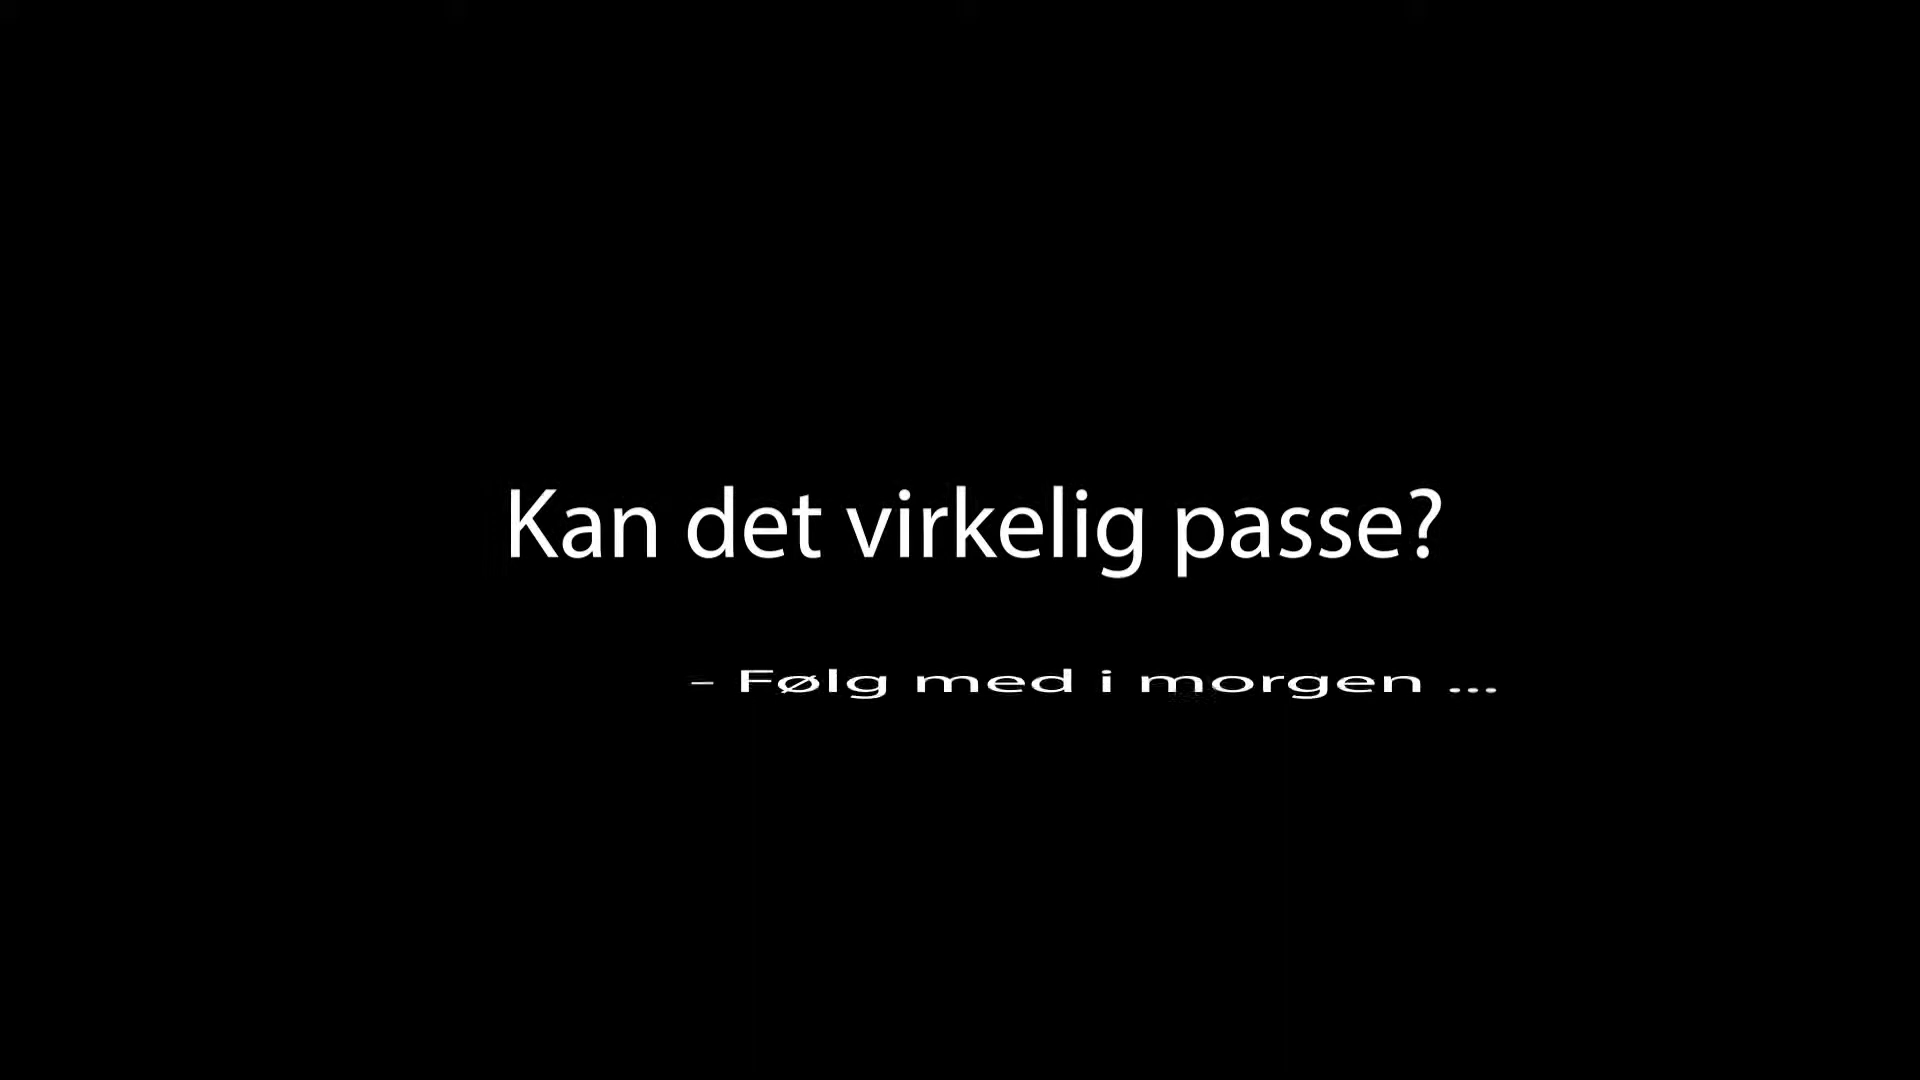 Kan det virkelig passe?
– Følg med i morgen ...